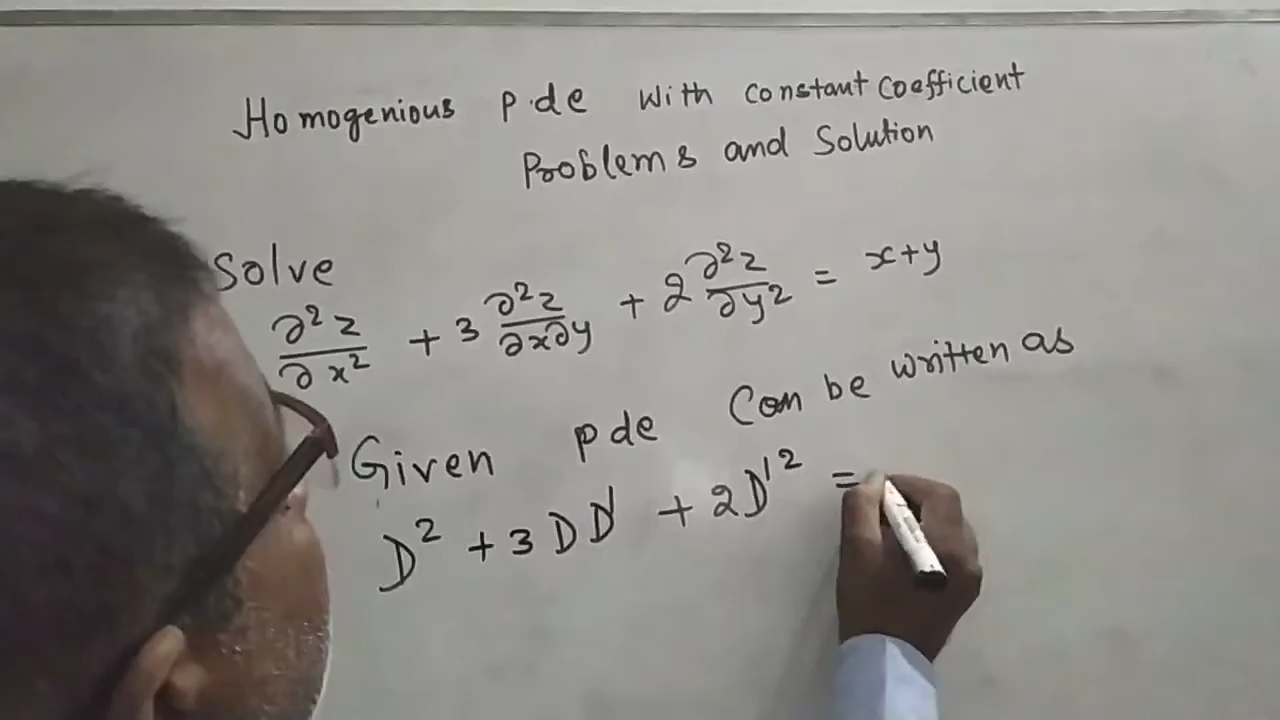 Homogenious p.de with constant coefficient
Problems and Solution
Solve
∂²z/∂x² + 3 ∂²z/∂x∂y + 2 ∂²z/∂y² = x+y
Given pde Can be written as
D² + 3DD' + 2D'² =